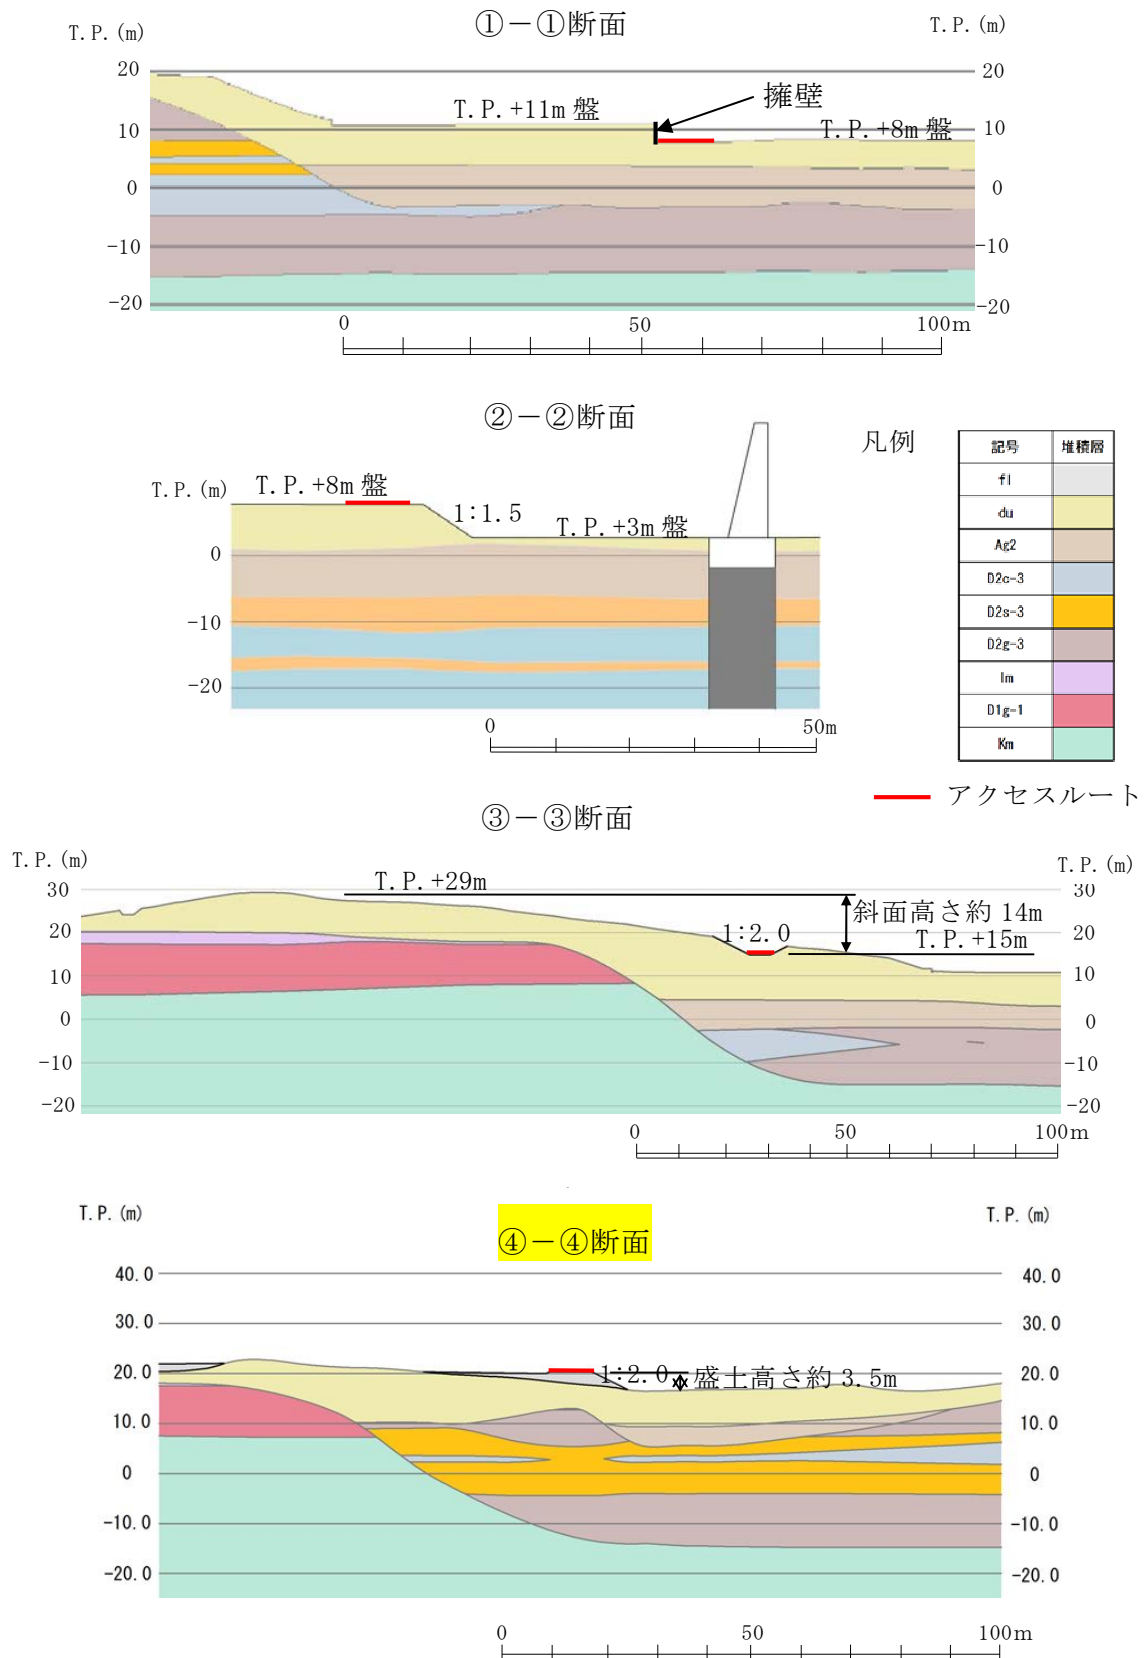 ①－①断面
T.P.(m)
T.P.(m)
20
10
0
-10
-20
T.P.+11m 盤
擁壁
T.P.+8m 盤
20
10
0
-10
-20
0
50
100m
②－②断面
T.P.(m)
T.P.+8m 盤
1:1.5
T.P.+3m 盤
0
-10
-20
0
50m
凡例
記号 堆積層
fl
du
Ag2
D2c-3
D2s-3
D2g-3
lm
D1g-1
Km
アクセスルート
③－③断面
T.P.(m)
T.P.(m)
30
20
10
0
-10
-20
T.P.+29m
斜面高さ約 14m
1:2.0
T.P.+15m
30
20
10
0
-10
-20
0
50
100m
④－④断面
T.P.(m)
T.P.(m)
40.0
30.0
20.0
10.0
0
-10.0
-20.0
1:2.0
盛土高さ約 3.5m
40.0
30.0
20.0
10.0
0
-10.0
-20.0
0
50
100m